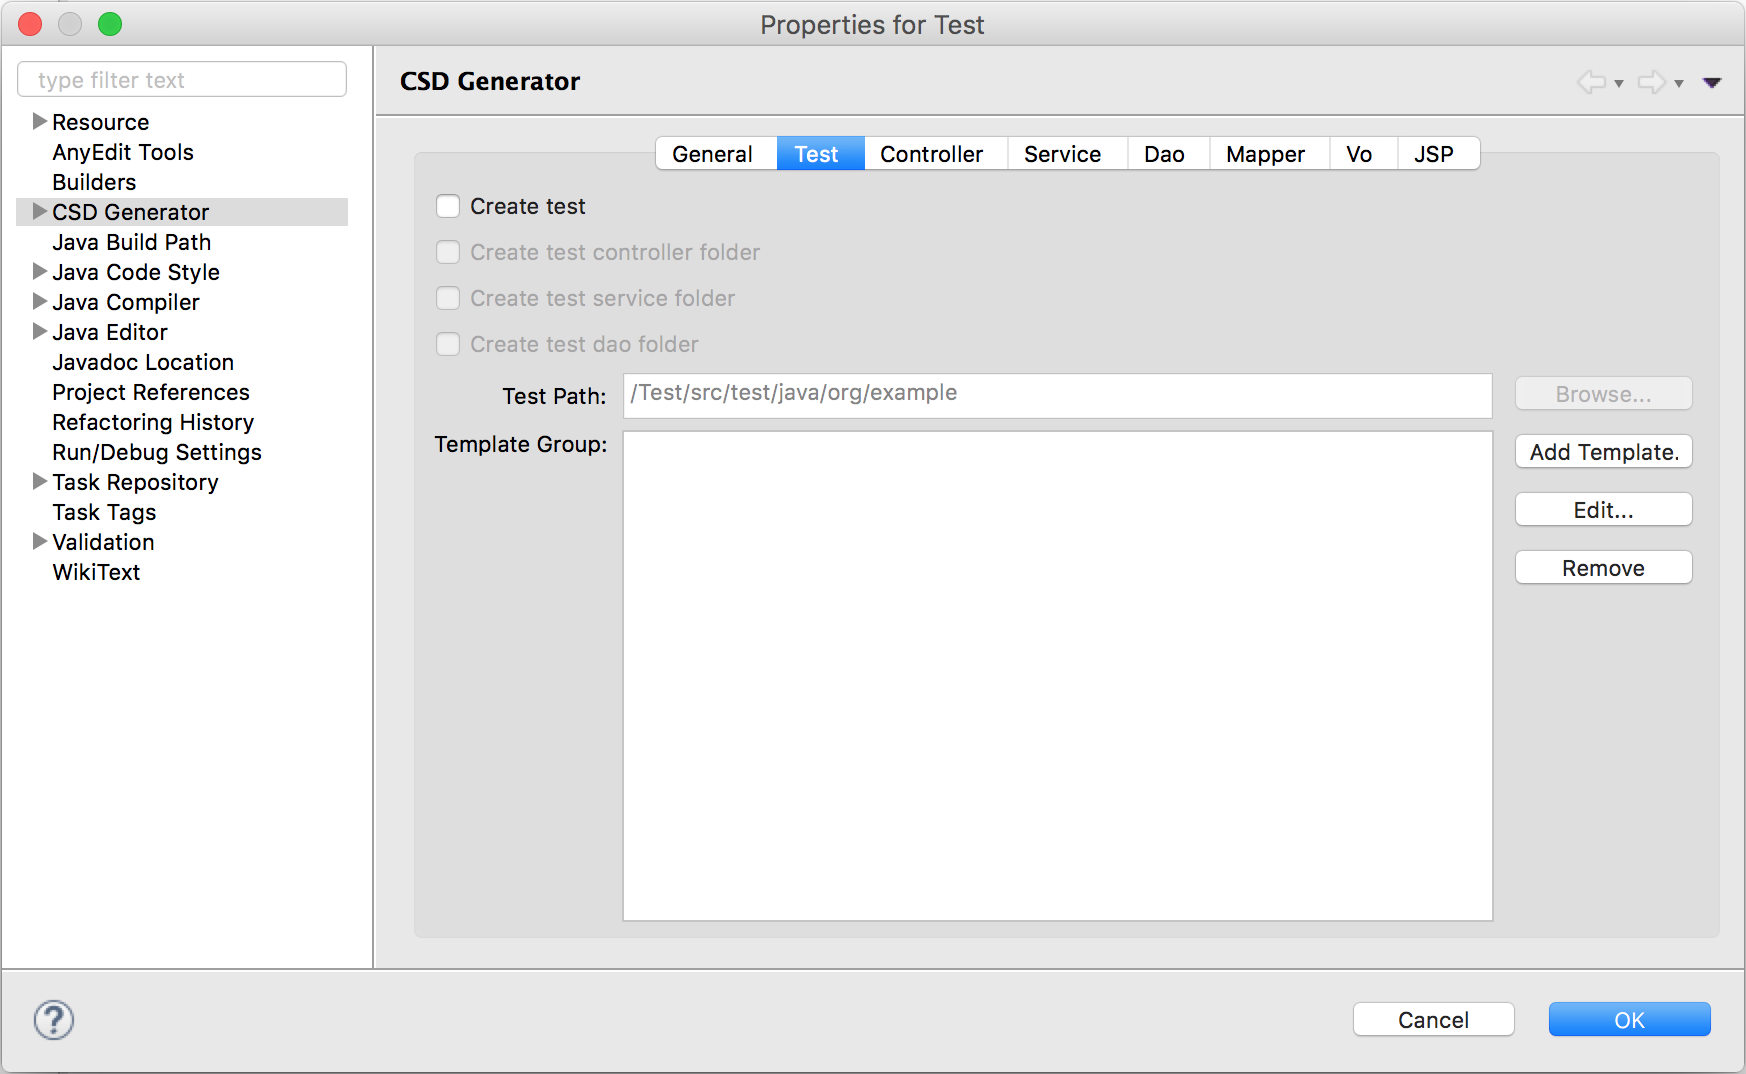 Properties for Test
type filter text
Resource
AnyEdit Tools
Builders
CSD Generator
Java Build Path
Java Code Style
Java Compiler
Java Editor
Javadoc Location
Project References
Refactoring History
Run/Debug Settings
Task Repository
Task Tags
Validation
WikiText
CSD Generator
General Test Controller Service Dao Mapper Vo JSP
Create test
Create test controller folder
Create test service folder
Create test dao folder
Test Path: /Test/src/test/java/org/example Browse...
Template Group: Add Template.
Edit...
Remove
? Cancel OK